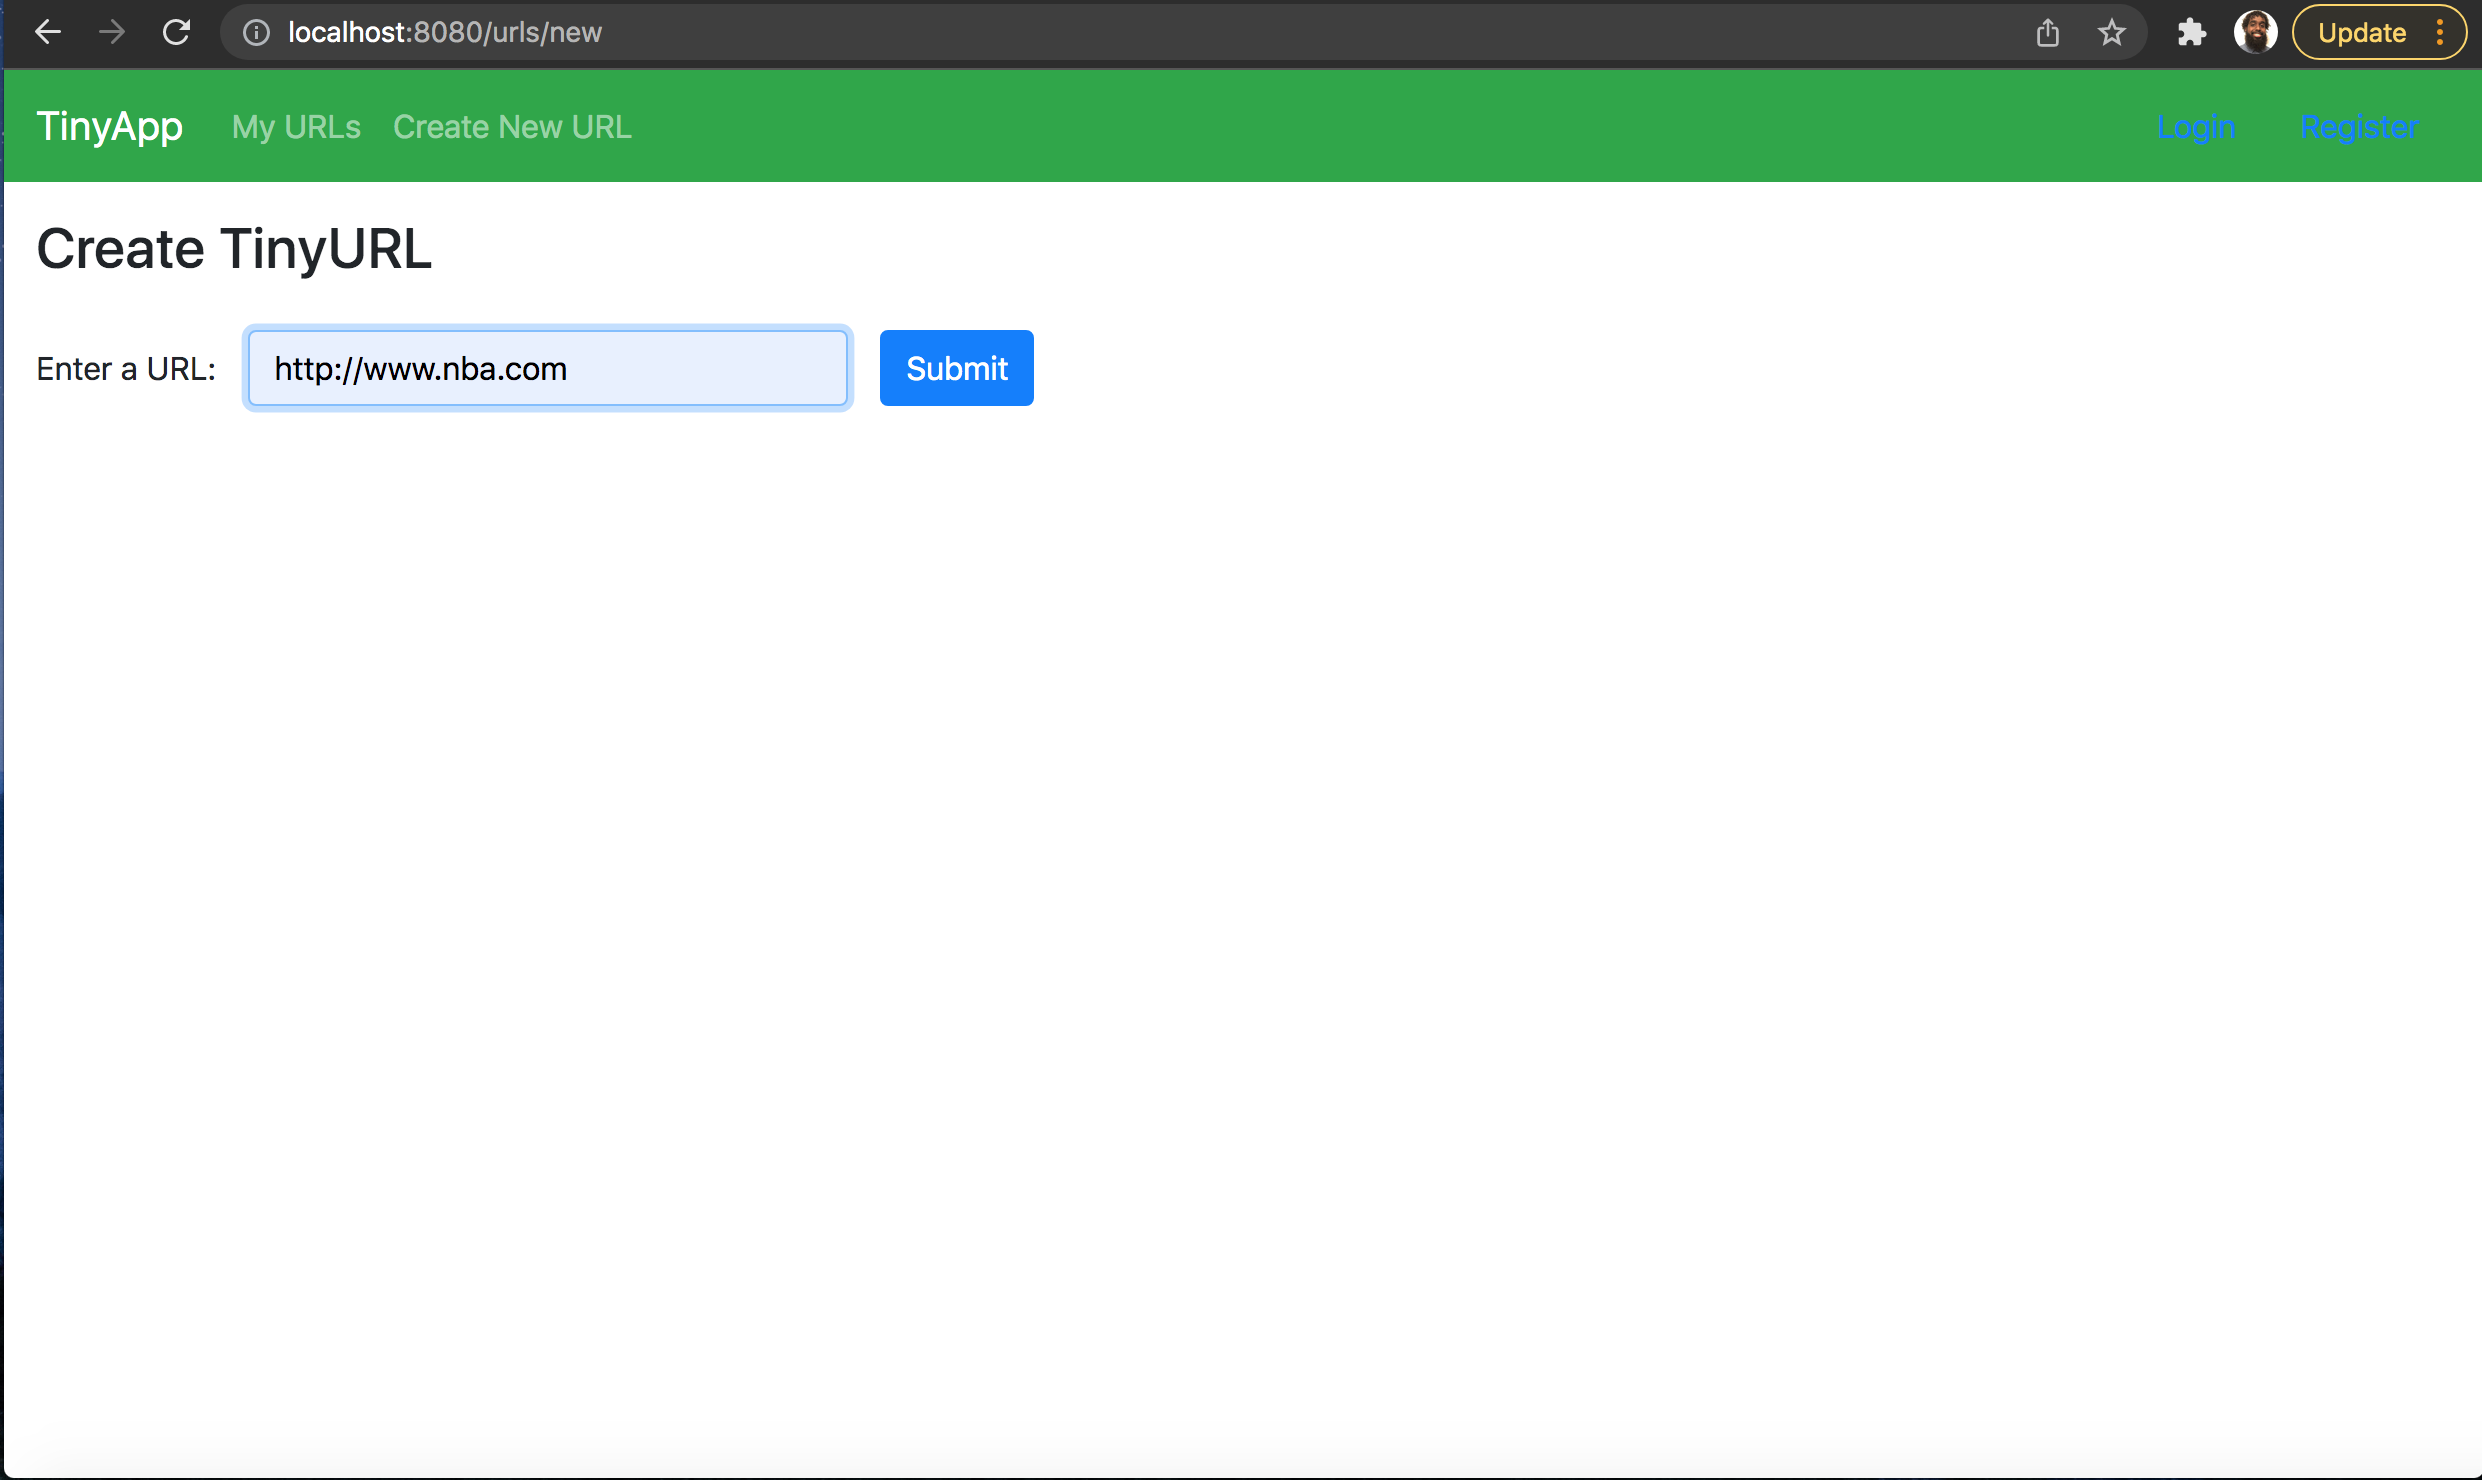 localhost:8080/urls/new
Update
TinyApp My URLs Create New URL Login Register
Create TinyURL
Enter a URL: http://www.nba.com Submit